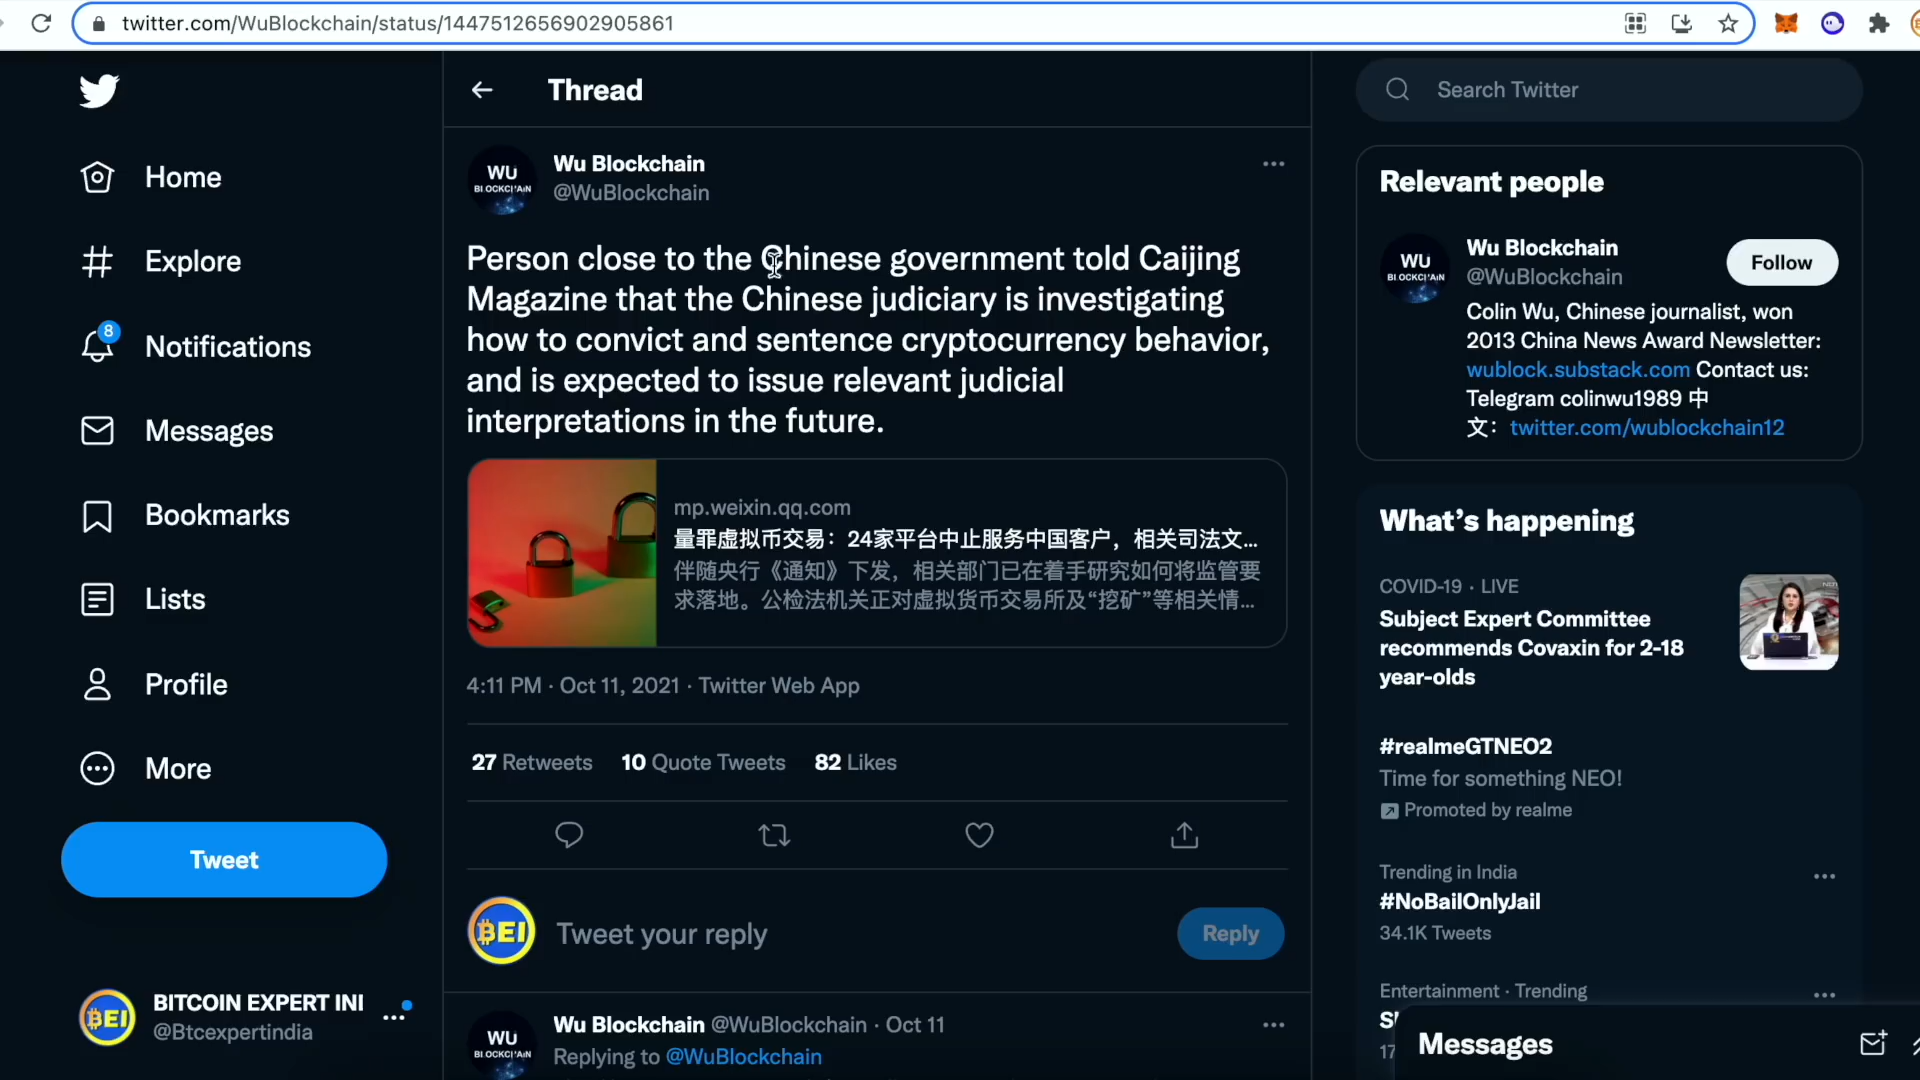 twitter.com/WuBlockchain/status/1447512656902905861
Home
Explore
8
Notifications
Messages
Bookmarks
Lists
Profile
More
Tweet
BEI
BITCOIN EXPERT INI
@Btcexpertindia
Thread
WU
BLOCKCHAIN
Wu Blockchain
@WuBlockchain
Person close to the Chinese government told Caijing
Magazine that the Chinese judiciary is investigating
how to convict and sentence cryptocurrency behavior,
and is expected to issue relevant judicial
interpretations in the future.
mp.weixin.qq.com
量罪虚拟币交易：24家平台中止服务中国客户，相关司法文...
伴随央行《通知》下发，相关部门已在着手研究如何将监管要
求落地。公检法机关正对虚拟货币交易所及“挖矿”等相关情...
4:11 PM · Oct 11, 2021 · Twitter Web App
27 Retweets 10 Quote Tweets 82 Likes
BEI
Tweet your reply
Reply
WU
BLOCKCHAIN
Wu Blockchain @WuBlockchain · Oct 11
Replying to @WuBlockchain
Search Twitter
Relevant people
WU
BLOCKCHAIN
Wu Blockchain
@WuBlockchain
Follow
Colin Wu, Chinese journalist, won
2013 China News Award Newsletter:
wublock.substack.com Contact us:
Telegram colinwu1989 中
文：twitter.com/wublockchain12
What’s happening
COVID-19 · LIVE
Subject Expert Committee
recommends Covaxin for 2-18
year-olds
#realmeGTNEO2
Time for something NEO!
Promoted by realme
Trending in India
#NoBailOnlyJail
34.1K Tweets
Entertainment · Trending
17
Messages